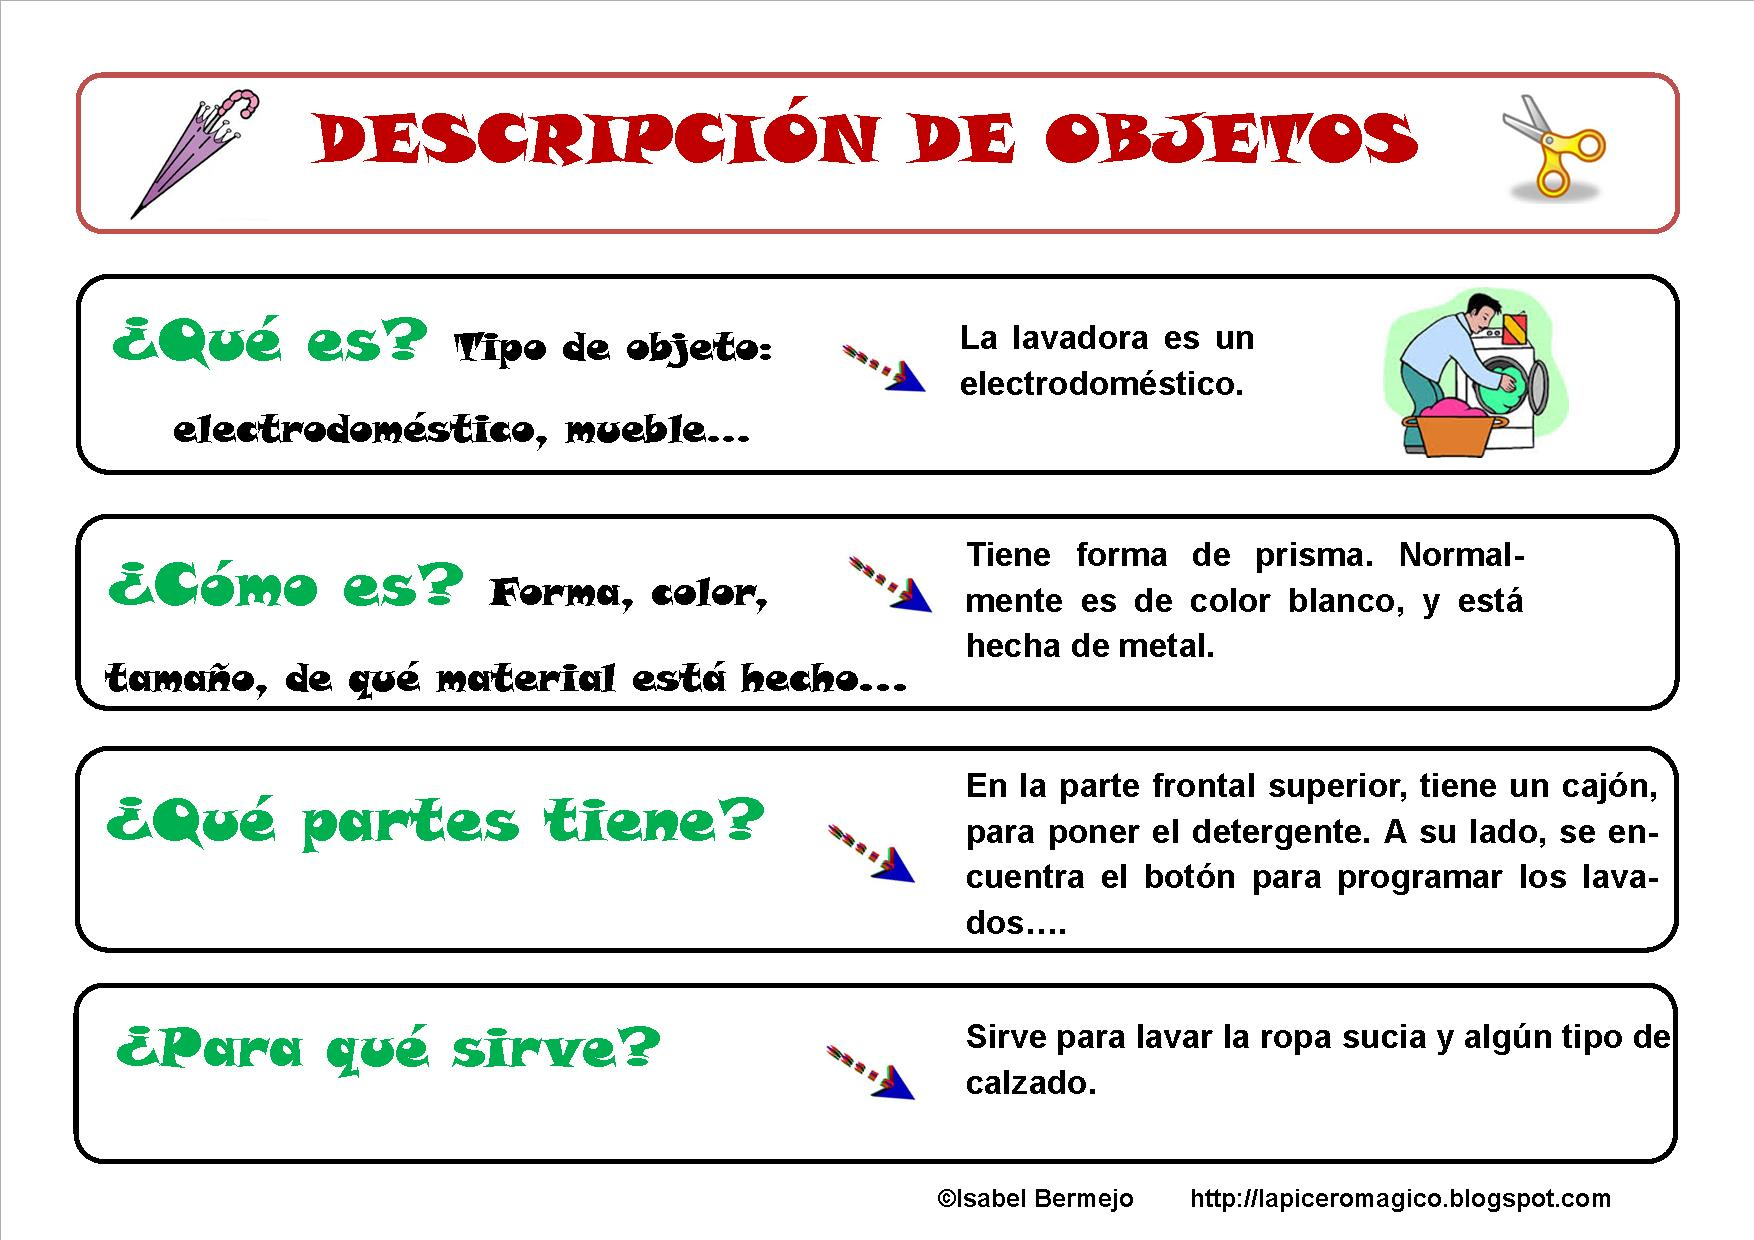 DESCRIPCIÓN DE OBJETOS
¿Qué es? Tipo de objeto:
electrodoméstico, mueble...
La lavadora es un
electrodoméstico.
¿Cómo es? Forma, color,
tamaño, de qué material está hecho...
Tiene forma de prisma. Normal-
mente es de color blanco, y está
hecha de metal.
¿Qué partes tiene?
En la parte frontal superior, tiene un cajón,
para poner el detergente. A su lado, se en-
cuentra el botón para programar los lava-
dos….
¿Para qué sirve?
Sirve para lavar la ropa sucia y algún tipo de
calzado.
©Isabel Bermejo http://lapiceromagico.blogspot.com